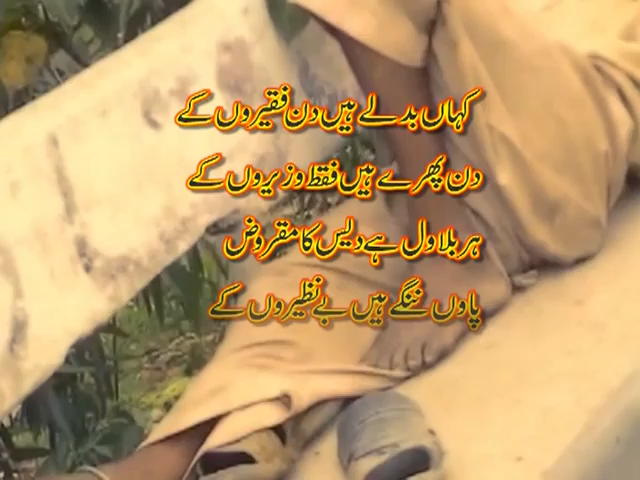 کہاں بدلے ہیں دن فقیروں کے
دن پھرے ہیں فقط وزیروں کے
ہر بلاول ہے دیس کا مقروض
پاوں ننگے ہیں بے نظیروں کے